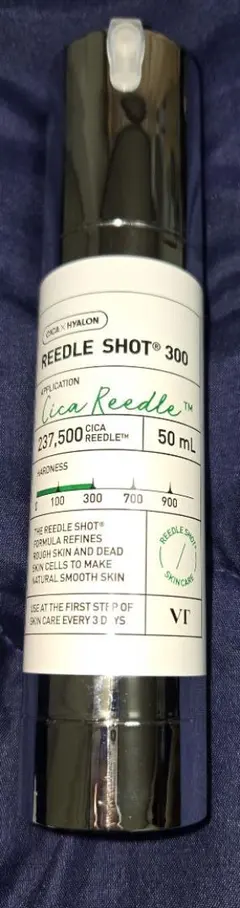 CICA × HYALON
REEDLE SHOT® 300
APPLICATION
Cica Reedle™
237,500 CICA REEDLE™
50 mL
HARDNESS
100 300 700 900
THE REEDLE SHOT®
FORMULA REFINES
ROUGH SKIN AND DEAD
SKIN CELLS TO MAKE
NATURAL SMOOTH SKIN
REEDLE SHOT
SKINCARE
USE AT THE FIRST STEP OF
SKIN CARE EVERY 3 DAYS
VT